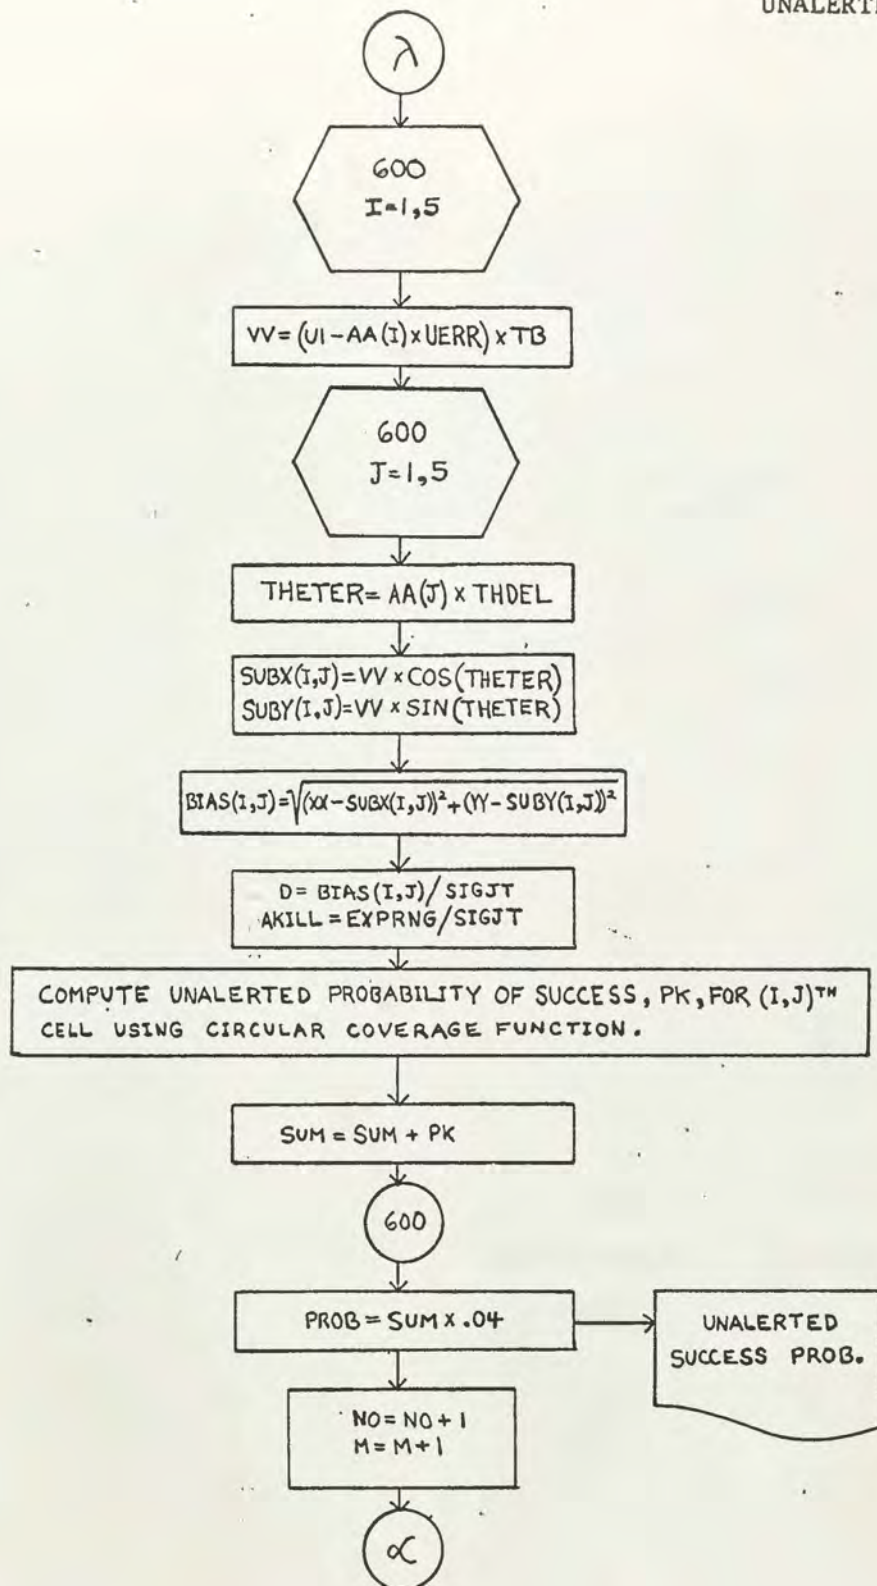 λ
600
I=1,5
VV=(UI-AA(I)×UERR)×TB
600
J=1,5
THETER=AA(J)×THDEL
SUBX(I,J)=VV×COS(THETER)
SUBY(I,J)=VV×SIN(THETER)
BIAS(I,J)=√(XX-SUBX(I,J))²+(YY-SUBY(I,J))²
D=BIAS(I,J)/SIGJT
AKILL=EXPRNG/SIGJT
COMPUTE UNALERTED PROBABILITY OF SUCCESS, PK, FOR (I,J)TH
CELL USING CIRCULAR COVERAGE FUNCTION.
SUM=SUM+PK
600
PROB=SUM×.04
UNALERTED
SUCCESS PROB.
NO=NO+1
M=M+1
∝